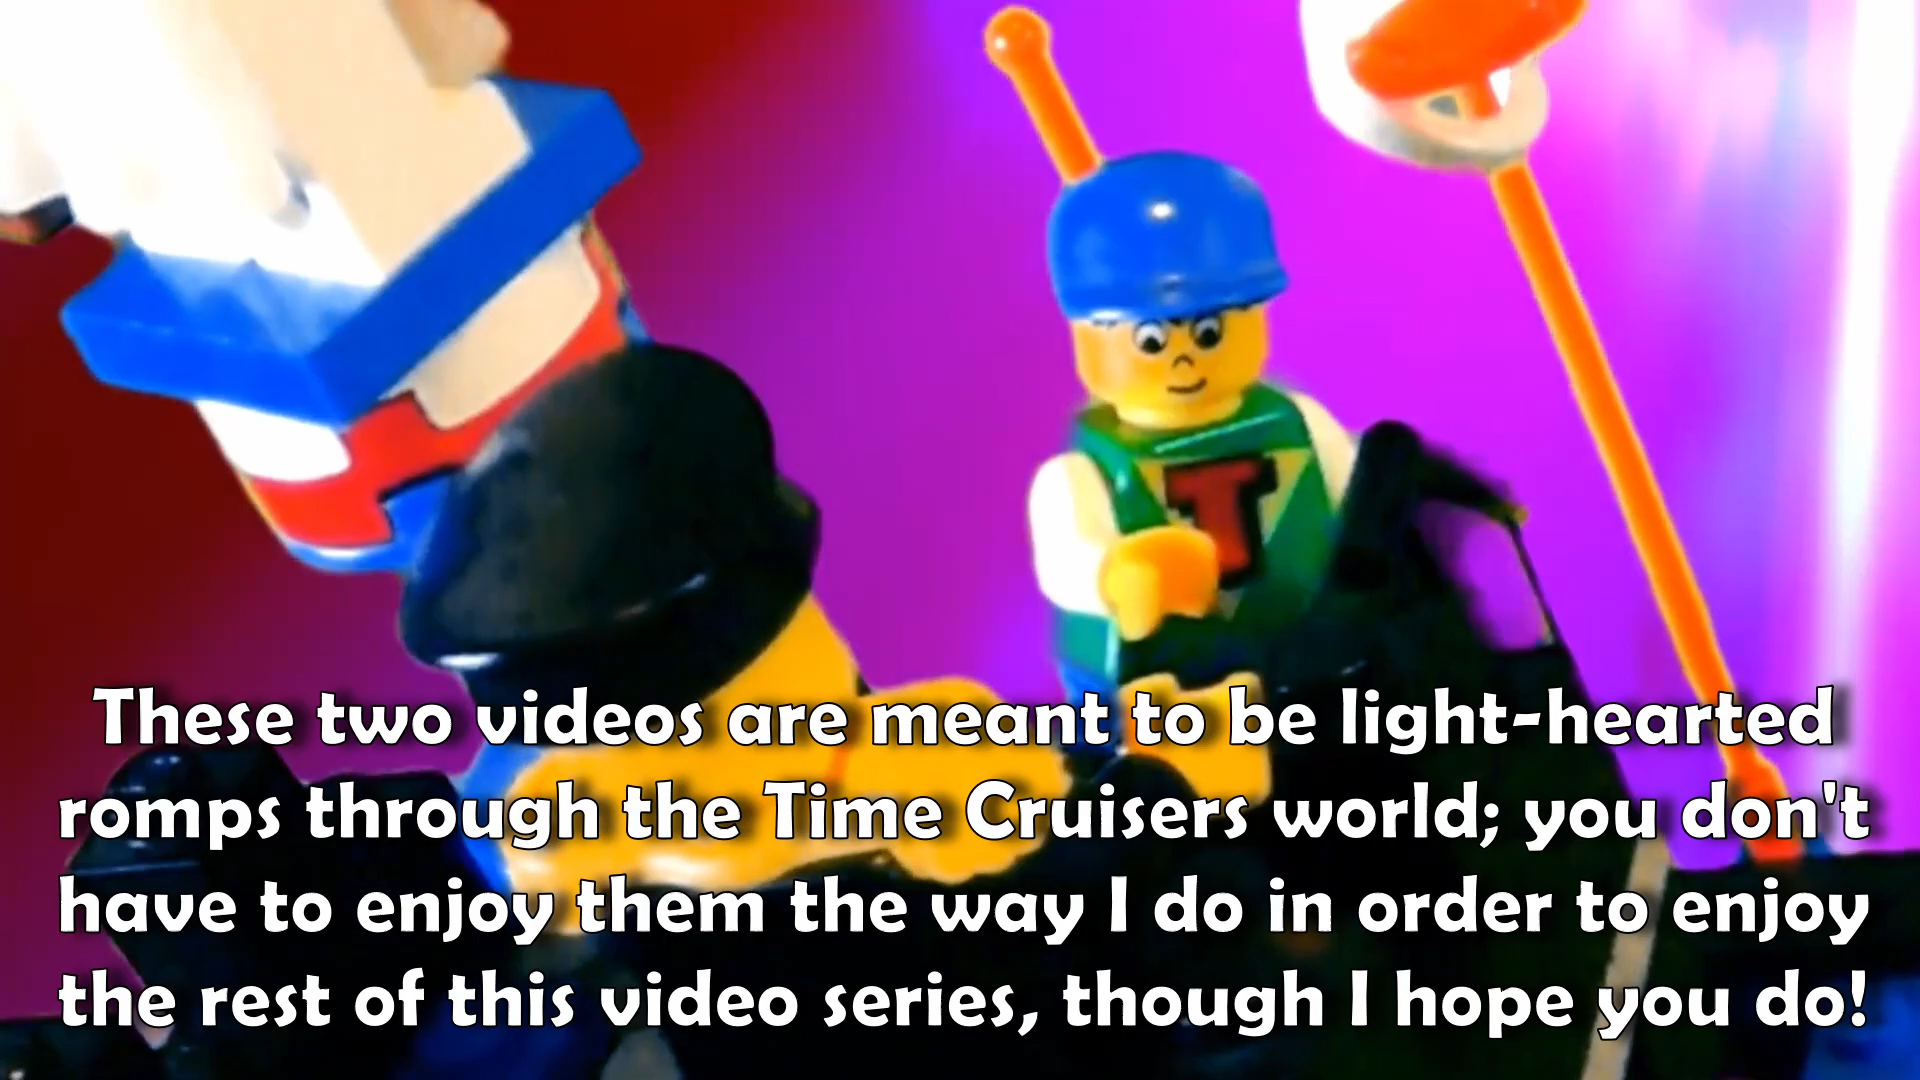 T
These two videos are meant to be light-hearted
romps through the Time Cruisers world; you don't
have to enjoy them the way I do in order to enjoy
the rest of this video series, though I hope you do!